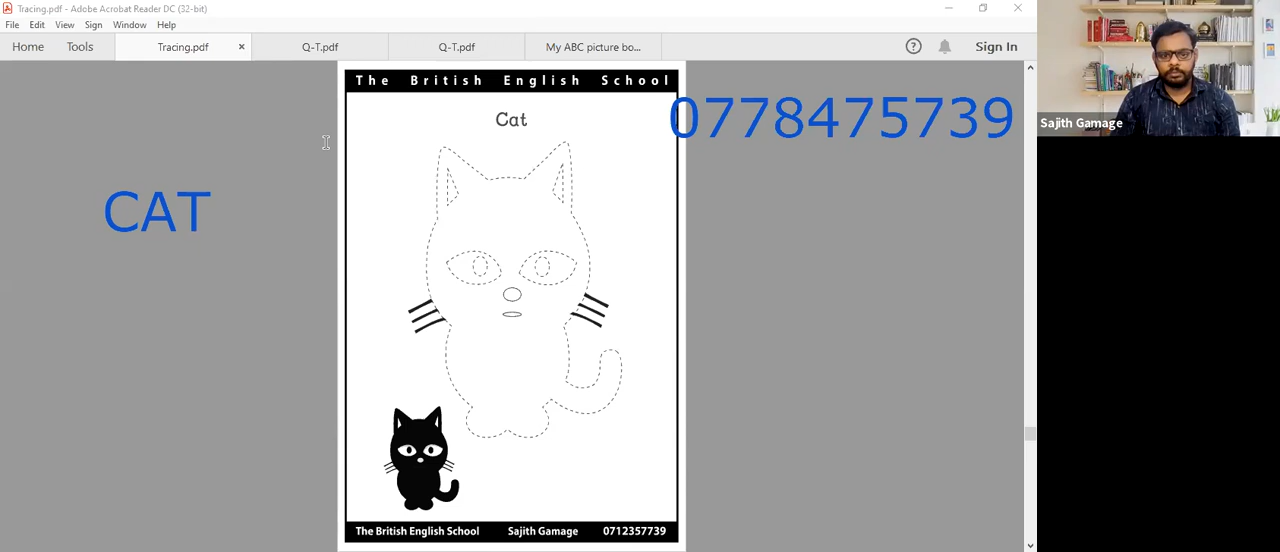 Tracing.pdf - Adobe Acrobat Reader DC (32-bit)
File Edit View Sign Window Help
Home Tools Tracing.pdf × Q-T.pdf Q-T.pdf My ABC picture bo... ? Sign In
The British English School
Cat
0778475739
Sajith Gamage
CAT
The British English School Sajith Gamage 0712357739